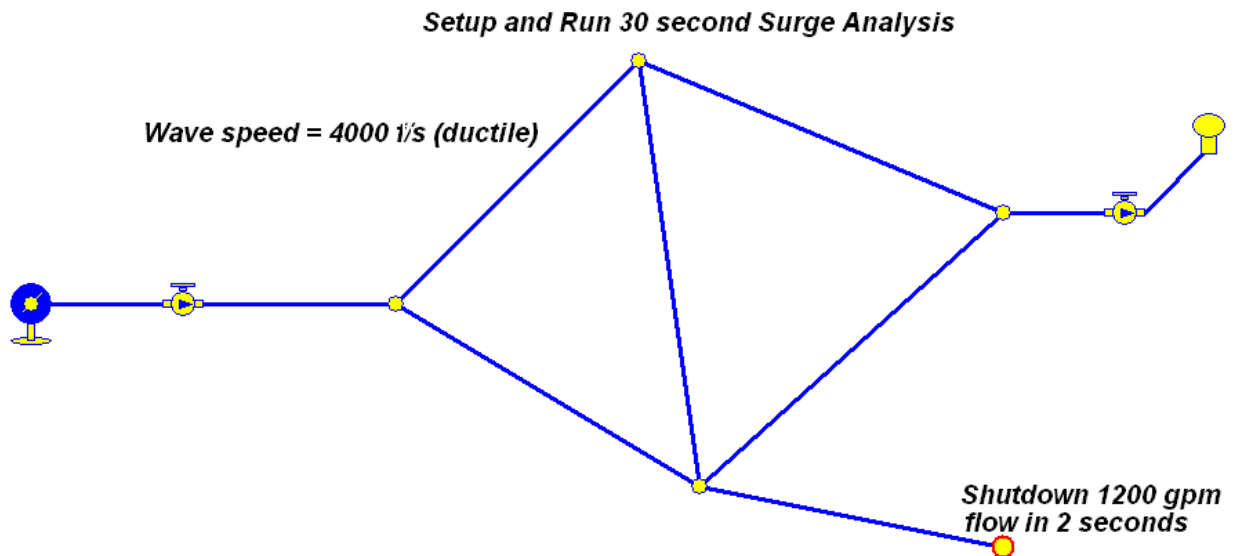 Setup and Run 30 second Surge Analysis
Wave speed = 4000 f/s (ductile)
Shutdown 1200 gpm
flow in 2 seconds